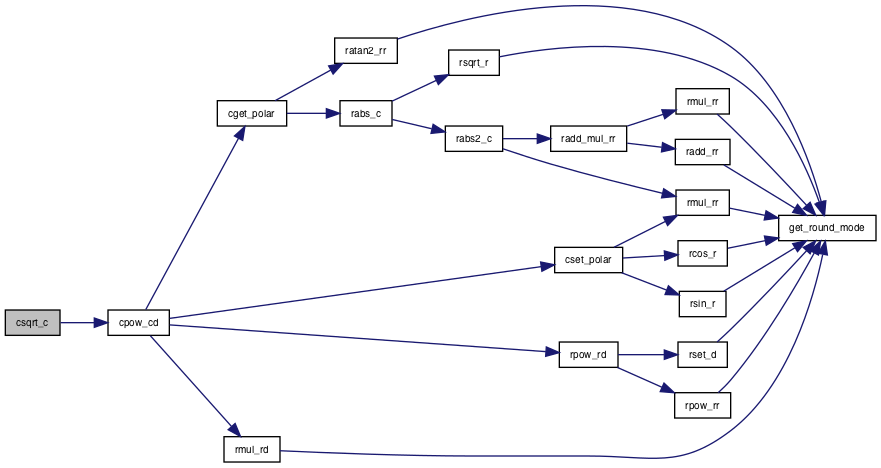 ratan2_rr
rsqrt_r
rmul_rr
cget_polar
rabs_c
rabs2_c
radd_mul_rr
radd_rr
rmul_rr
get_round_mode
cset_polar
rcos_r
rsin_r
csqrt_c
cpow_cd
rpow_rd
rset_d
rpow_rr
rmul_rd